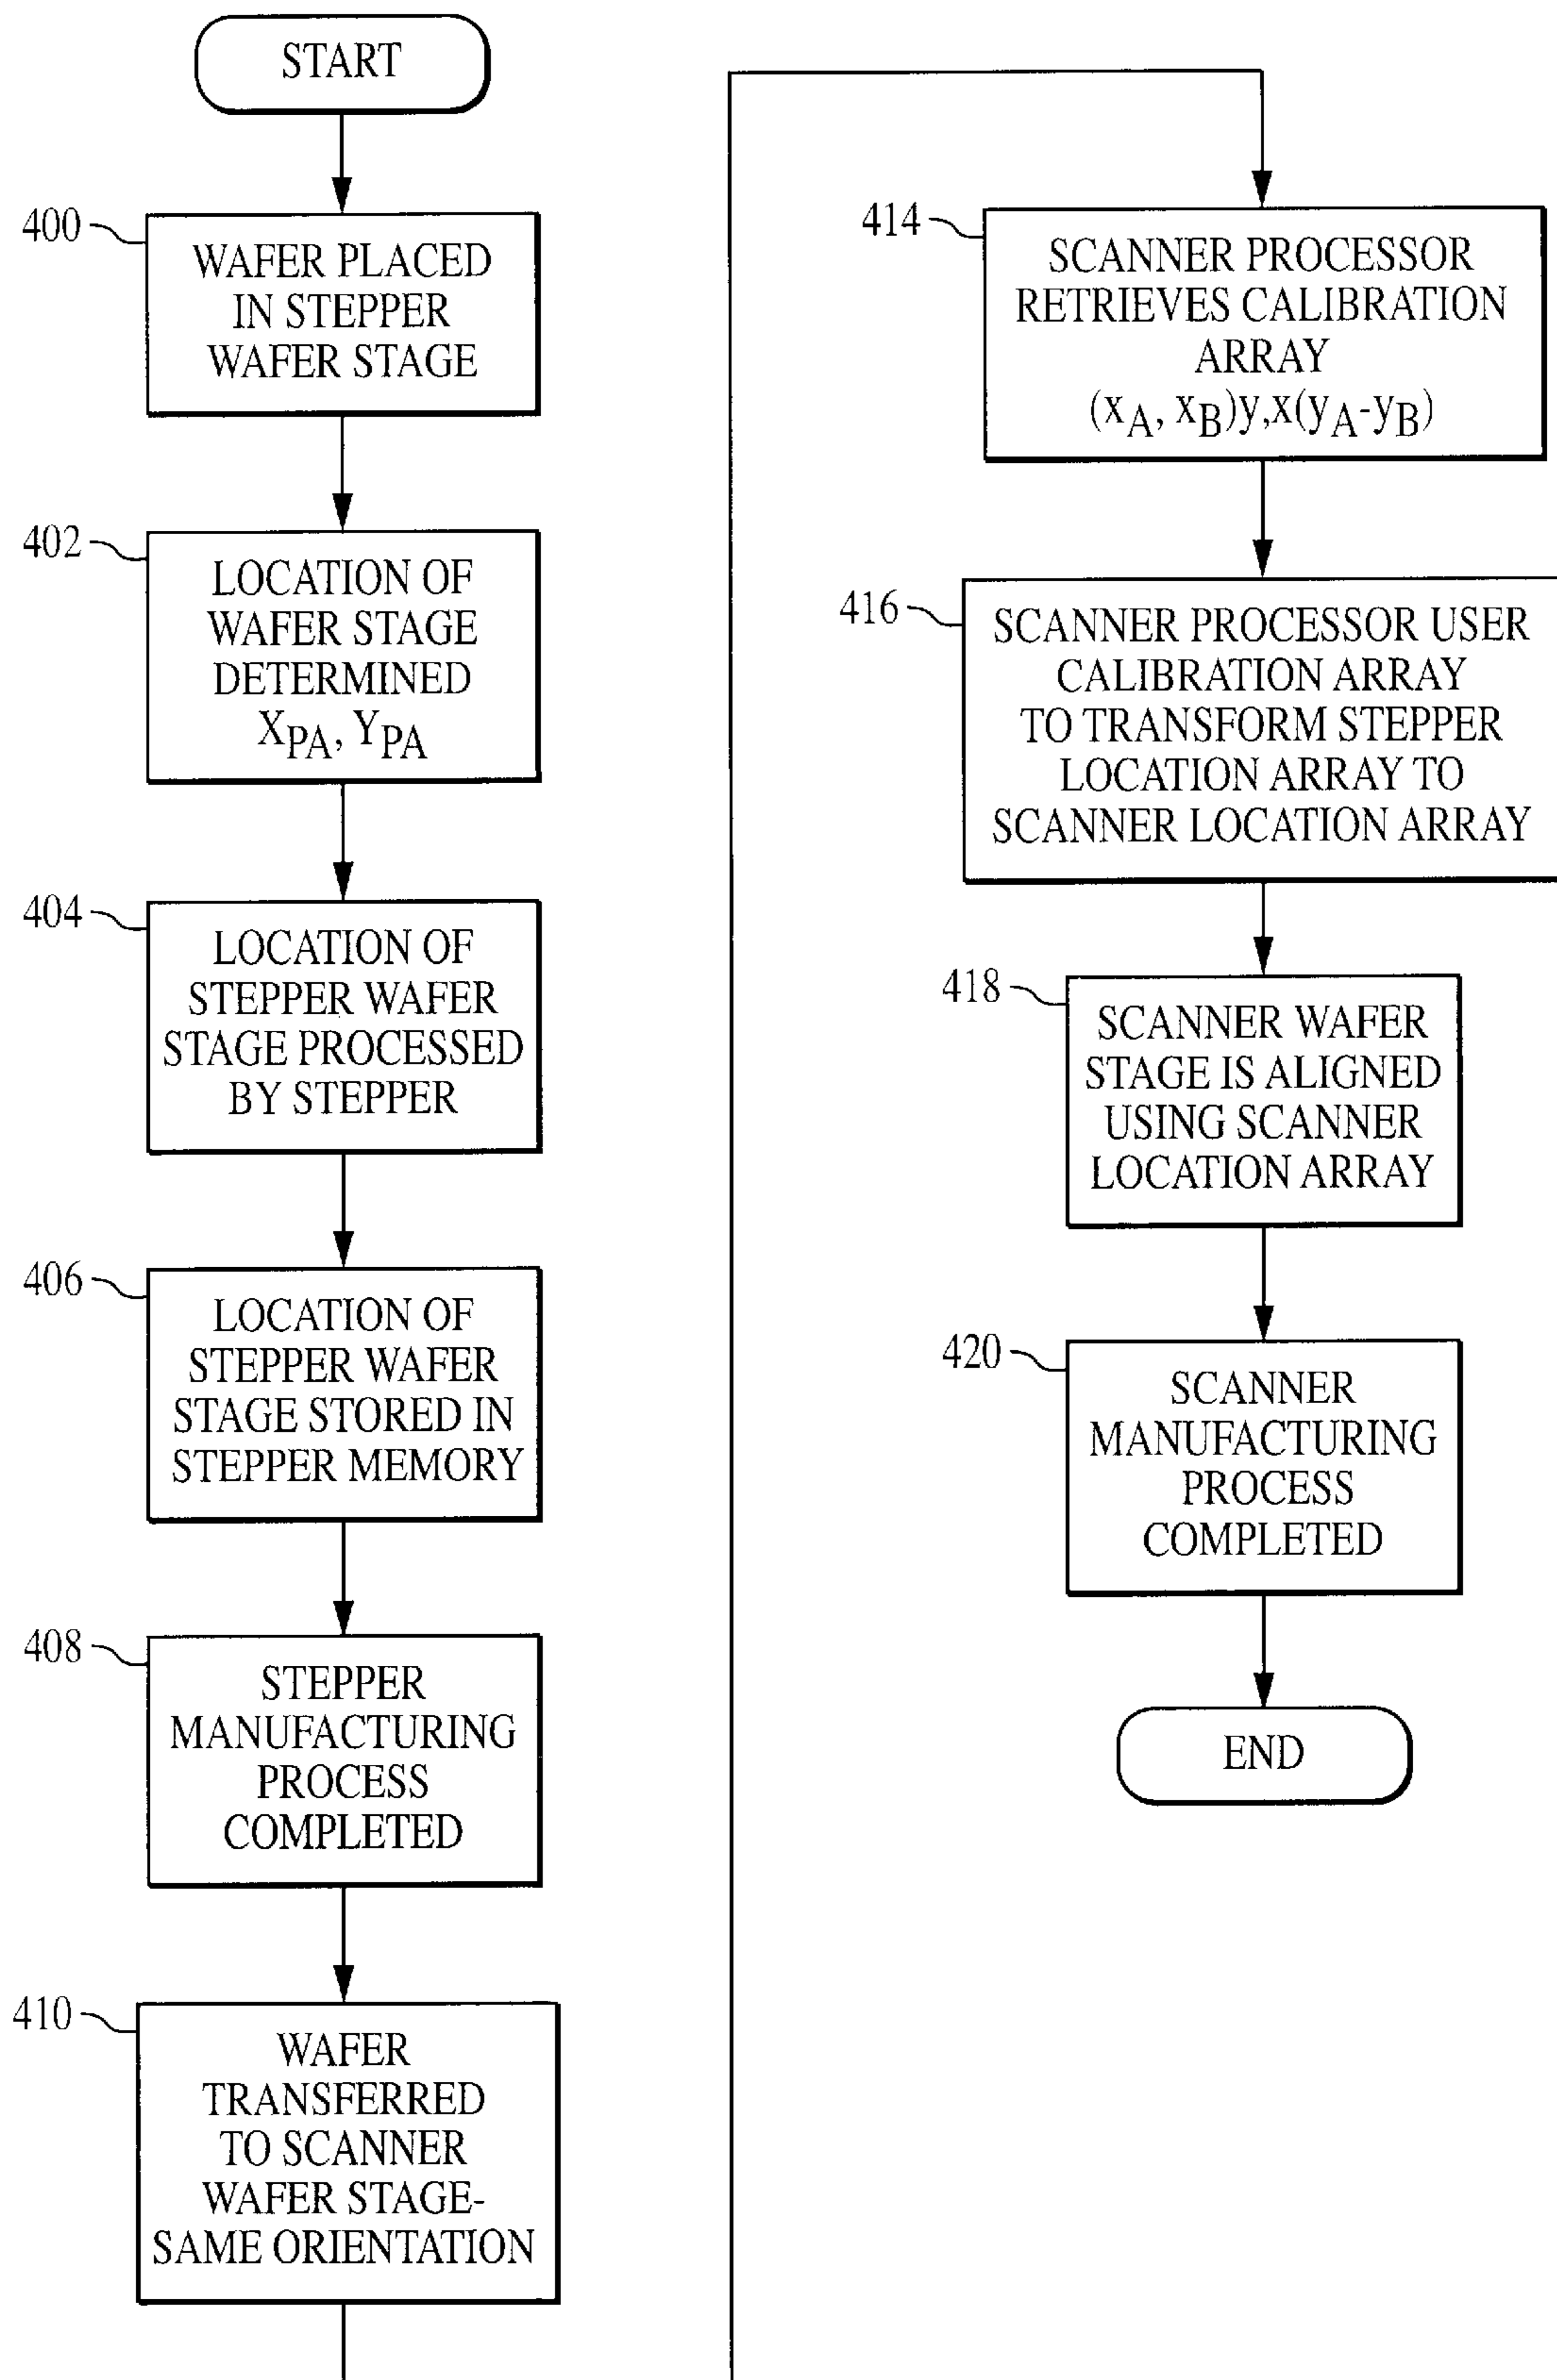 START
400
WAFER PLACED
IN STEPPER
WAFER STAGE
402
LOCATION OF
WAFER STAGE
DETERMINED
XPA, YPA
404
LOCATION OF
STEPPER WAFER
STAGE PROCESSED
BY STEPPER
406
LOCATION OF
STEPPER WAFER
STAGE STORED IN
STEPPER MEMORY
408
STEPPER
MANUFACTURING
PROCESS
COMPLETED
410
WAFER
TRANSFERRED
TO SCANNER
WAFER STAGE-
SAME ORIENTATION
414
SCANNER PROCESSOR
RETRIEVES CALIBRATION
ARRAY
(xA, xB)y,x(yA-yB)
416
SCANNER PROCESSOR USER
CALIBRATION ARRAY
TO TRANSFORM STEPPER
LOCATION ARRAY TO
SCANNER LOCATION ARRAY
418
SCANNER WAFER
STAGE IS ALIGNED
USING SCANNER
LOCATION ARRAY
420
SCANNER
MANUFACTURING
PROCESS
COMPLETED
END